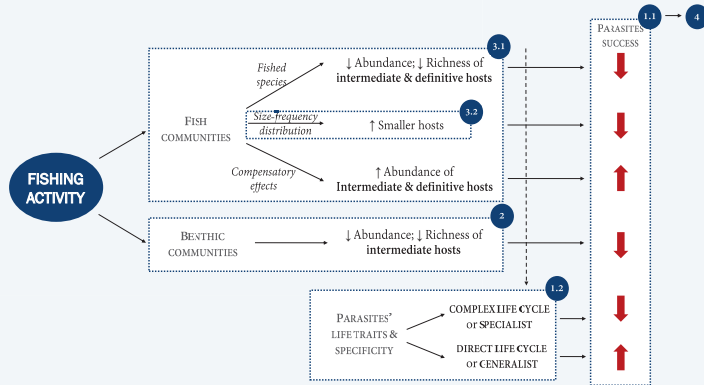 1.1
4
PARASITES
SUCCESS
3.1
Fished
species
↓ Abundance; ↓ Richness of
intermediate & definitive hosts
3.2
Size-frequency
distribution
↑ Smaller hosts
FISH
COMMUNITIES
Compensatory
effects
↑ Abundance of
Intermediate & definitive hosts
FISHING
ACTIVITY
2
BENTHIC
COMMUNITIES
↓ Abundance; ↓ Richness of
intermediate hosts
1.2
PARASITES'
LIFE TRAITS &
SPECIFICITY
COMPLEX LIFE CYCLE
or SPECIALIST
DIRECT LIFE CYCLE
or CENERALIST